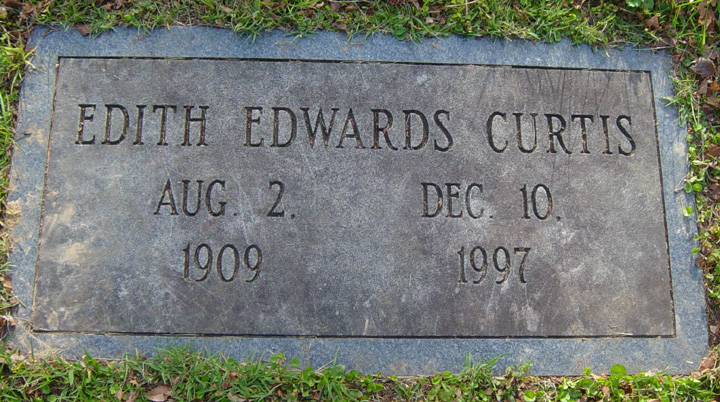 EDITH EDWARDS CURTIS
AUG. 2. DEC. 10.
1909 1997